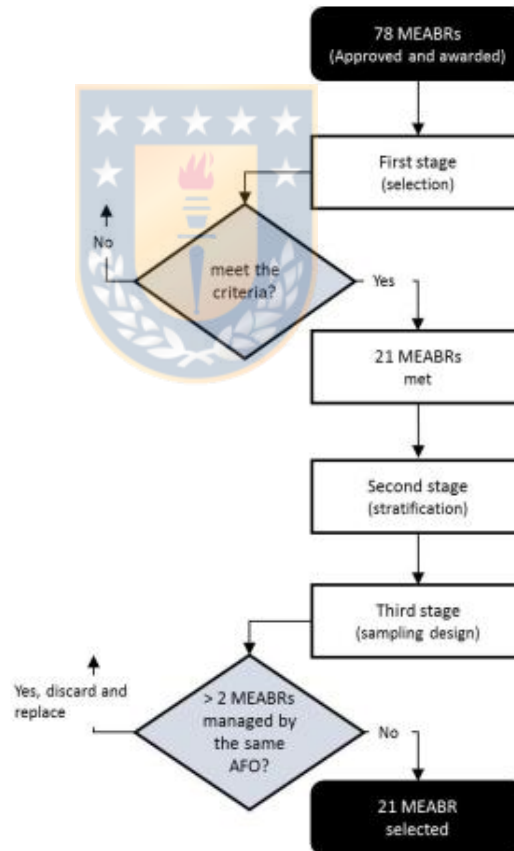 78 MEABRs
(Approved and awarded)
First stage
(selection)
No
meet the
criteria?
Yes
21 MEABRs
met
Second stage
(stratification)
Third stage
(sampling design)
Yes, discard and
replace
> 2 MEABRs
managed by
the same
AFO?
No
21 MEABR
selected